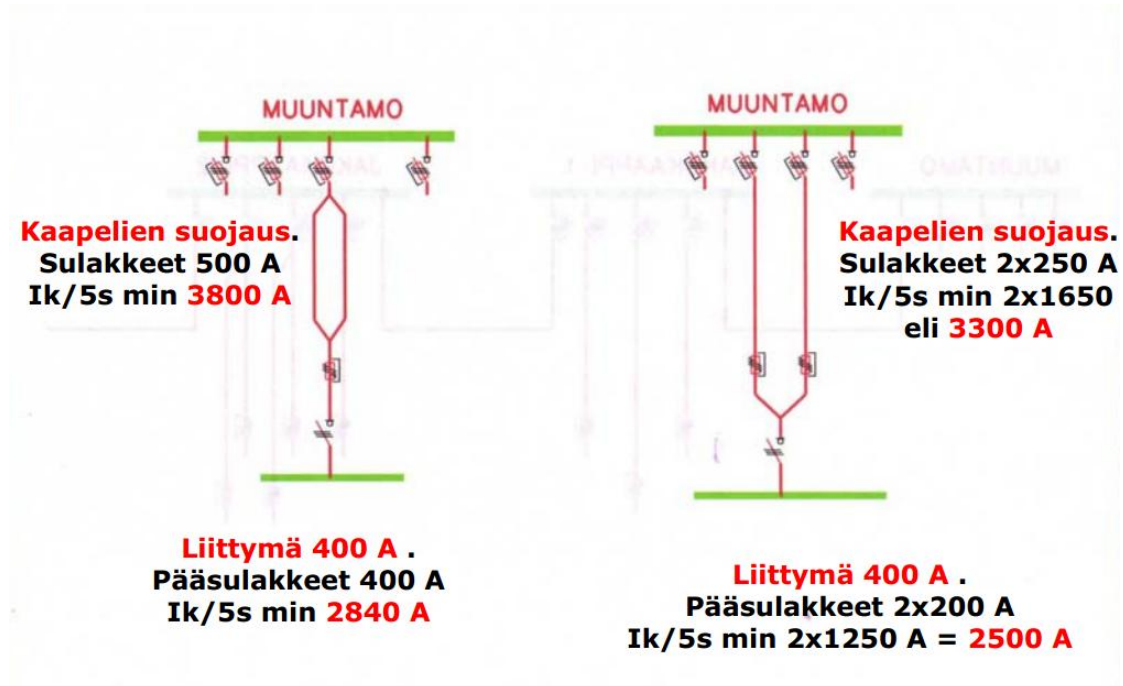 MUUNTAMO
Kaapelien suojaus.
Sulakkeet 500 A
Ik/5s min 3800 A
Liittymä 400 A .
Pääsulakkeet 400 A
Ik/5s min 2840 A
MUUNTAMO
Kaapelien suojaus.
Sulakkeet 2x250 A
Ik/5s min 2x1650
eli 3300 A
Liittymä 400 A .
Pääsulakkeet 2x200 A
Ik/5s min 2x1250 A = 2500 A
MUUNTAMO